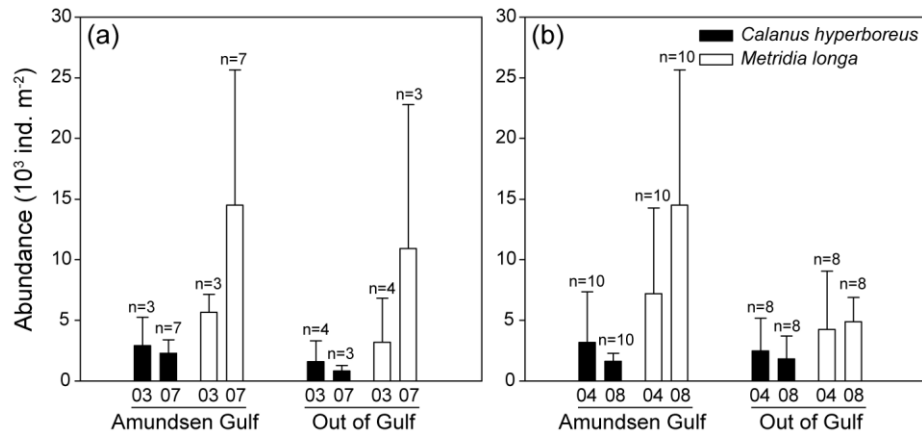 30 (a) 30 (b) Calanus hyperboreus
Metridia longa
n=7 n=10
25 25
n=3
20 20
Abundance (10³ ind. m⁻²)
15 n=10 15
10 n=10 n=8 10
n=3 n=4 n=8
n=3 n=8
5 n=7 n=4 n=10 n=8 5
n=3
0 0
03 07 03 07 03 07 03 07 04 08 04 08 04 08 04 08
Amundsen Gulf Out of Gulf Amundsen Gulf Out of Gulf